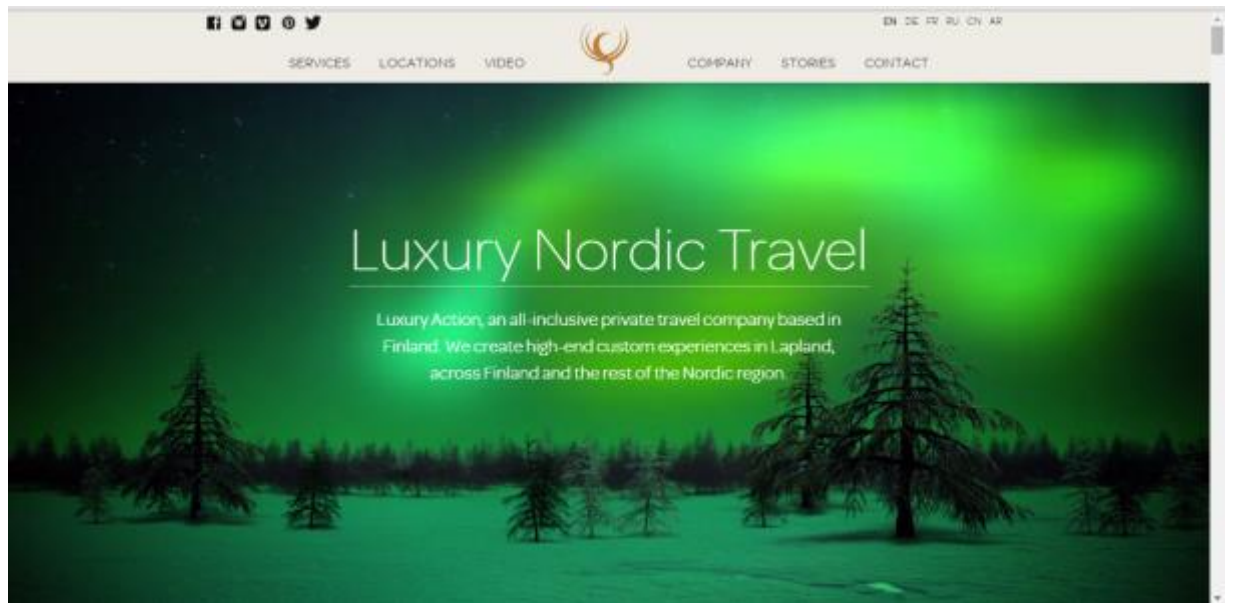 EN DE FR RU CN AR
SERVICES LOCATIONS VIDEO COMPANY STORIES CONTACT
Luxury Nordic Travel
Luxury Action, an all-inclusive private travel company based in
Finland. We create high-end custom experiences in Lapland,
across Finland and the rest of the Nordic region.